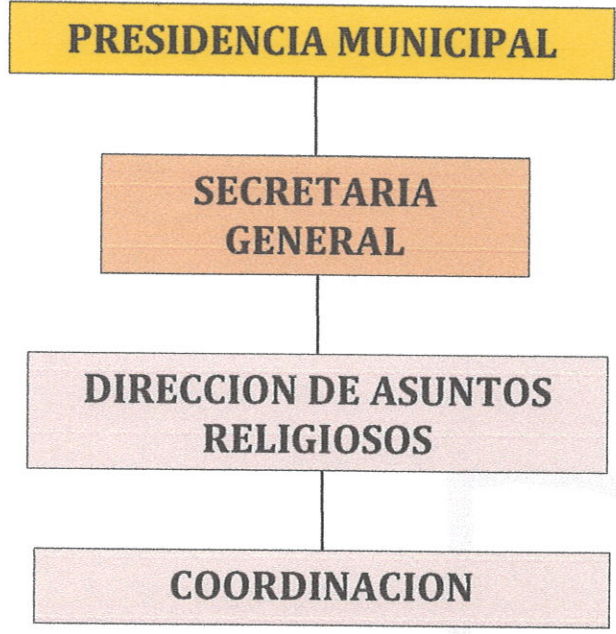 PRESIDENCIA MUNICIPAL
SECRETARIA
GENERAL
DIRECCION DE ASUNTOS
RELIGIOSOS
COORDINACION